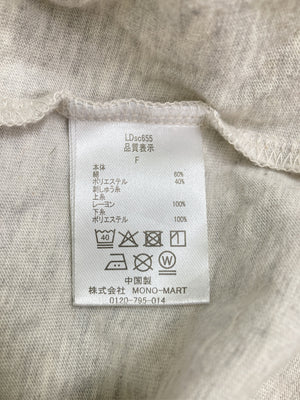 LDso655
品質表示
F
本体
綿 60%
ポリエステル 40%
刺しゅう糸
上糸
レーヨン 100%
下糸
ポリエステル 100%
40
W
中国製
株式会社 MONO-MART
0120-795-014